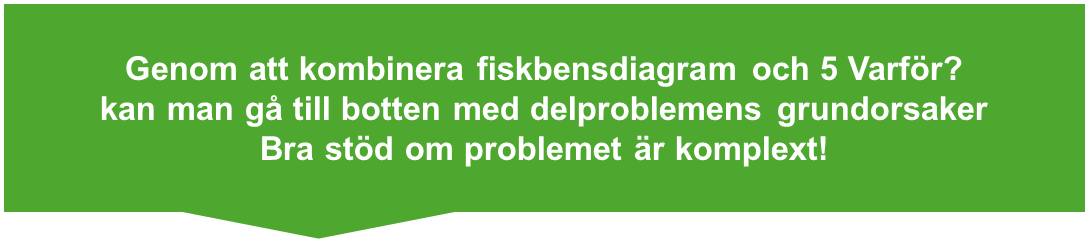 Genom att kombinera fiskbensdiagram och 5 Varför?
kan man gå till botten med delproblemens grundorsaker
Bra stöd om problemet är komplext!